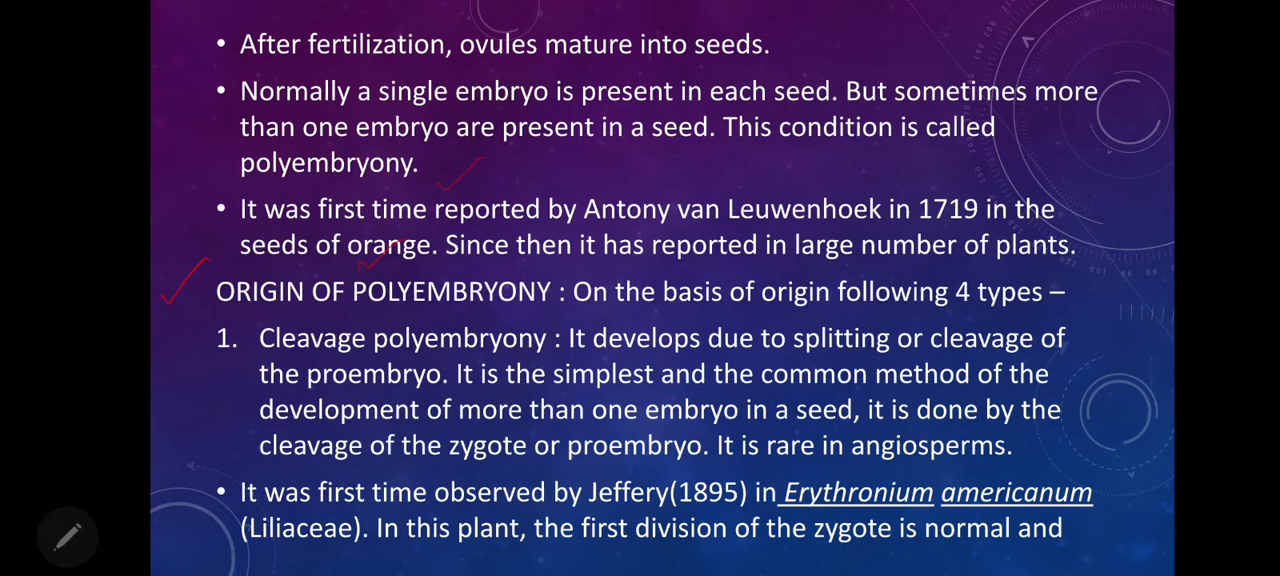 • After fertilization, ovules mature into seeds.
• Normally a single embryo is present in each seed. But sometimes more
than one embryo are present in a seed. This condition is called
polyembryony.
• It was first time reported by Antony van Leuwenhoek in 1719 in the
seeds of orange. Since then it has reported in large number of plants.
ORIGIN OF POLYEMBRYONY : On the basis of origin following 4 types –
1. Cleavage polyembryony : It develops due to splitting or cleavage of
the proembryo. It is the simplest and the common method of the
development of more than one embryo in a seed, it is done by the
cleavage of the zygote or proembryo. It is rare in angiosperms.
• It was first time observed by Jeffery(1895) in Erythronium americanum
(Liliaceae). In this plant, the first division of the zygote is normal and